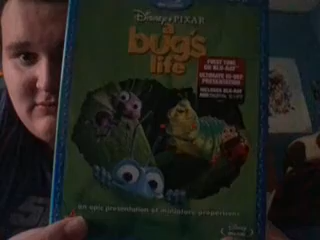 Disney · PIXAR
a
bug's
life
FIRST TIME
ON BLU-RAY
ULTIMATE HI-DEF
PRESENTATION
INCLUDES BLU-RAY
an epic presentation of miniature proportions
Disney